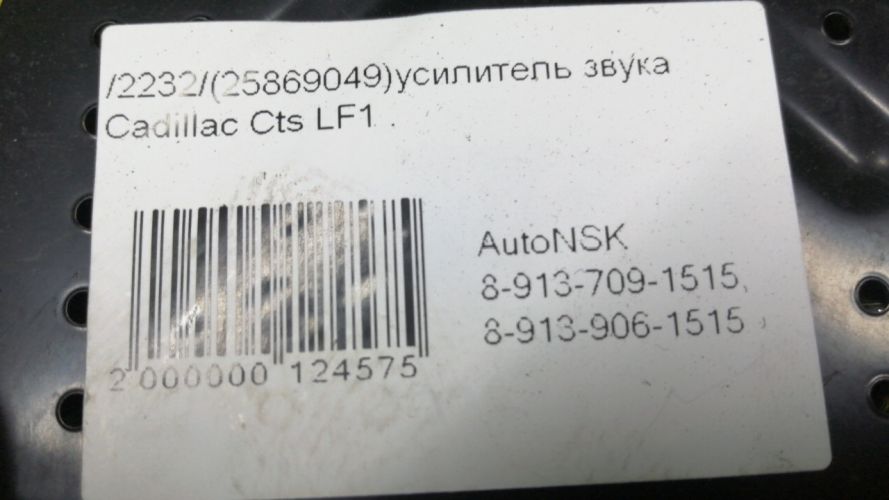 /2232/(25869049)усилитель звука
Cadillac Cts LF1 .
AutoNSK
8-913-709-1515,
8-913-906-1515
2 000000 124575